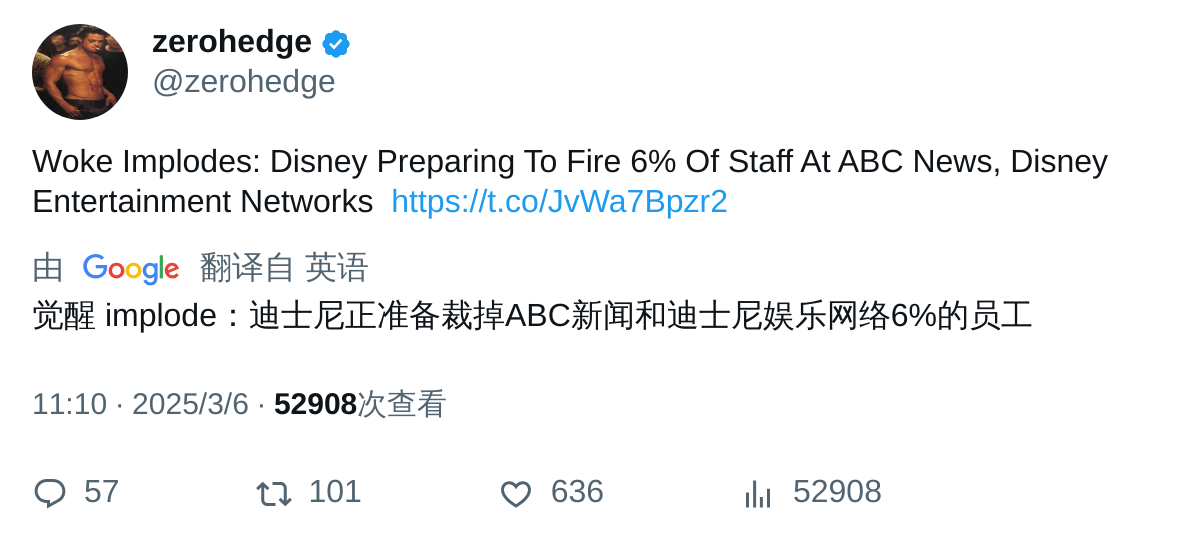 zerohedge
@zerohedge
Woke Implodes: Disney Preparing To Fire 6% Of Staff At ABC News, Disney
Entertainment Networks https://t.co/JvWa7Bpzr2
由 Google 翻译自 英语
觉醒 implode：迪士尼正准备裁掉ABC新闻和迪士尼娱乐网络6%的员工
11:10 · 2025/3/6 · 52908次查看
57 101 636 52908